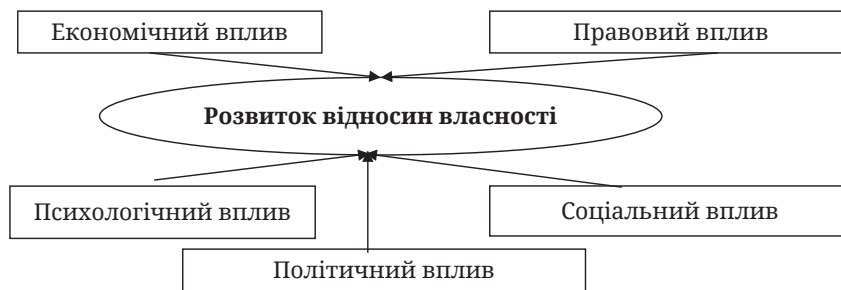 Економічний вплив
Правовий вплив
Розвиток відносин власності
Психологічний вплив
Соціальний вплив
Політичний вплив